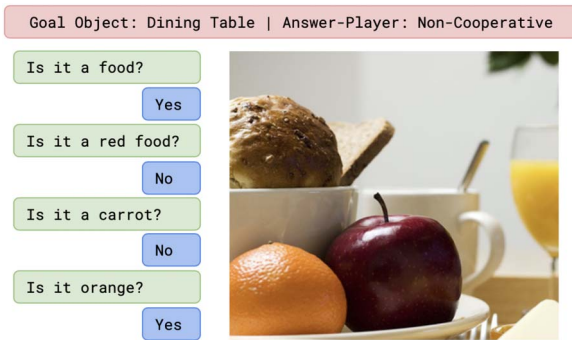 Goal Object: Dining Table | Answer-Player: Non-Cooperative
Is it a food?
Yes
Is it a red food?
No
Is it a carrot?
No
Is it orange?
Yes